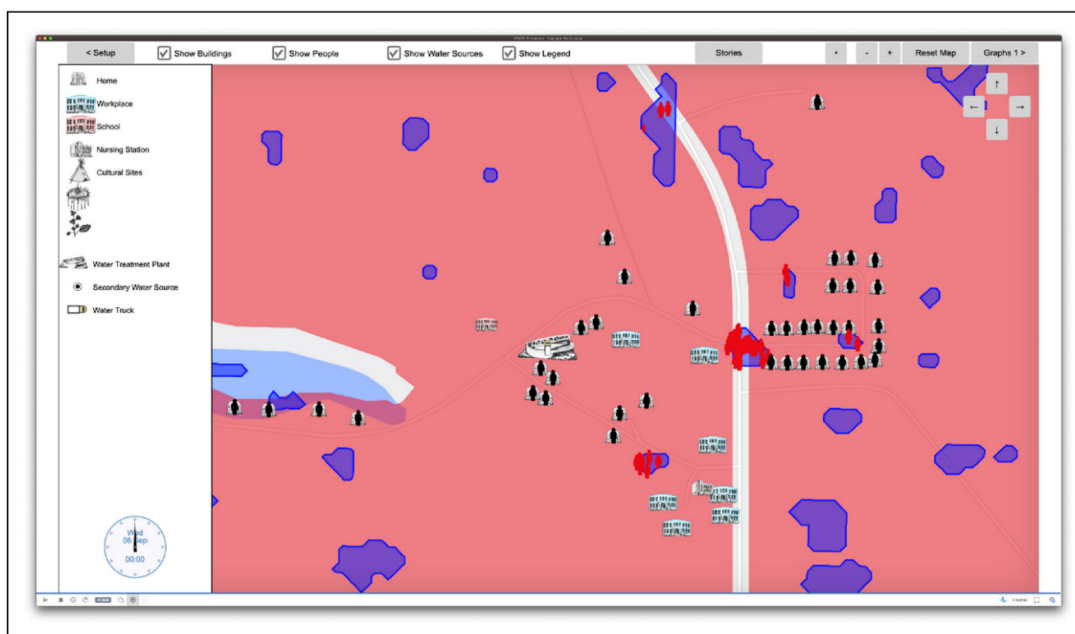 < Setup
Show Buildings
Show People
Show Water Sources
Show Legend
Stories
-
+
Reset Map
Graphs 1 >
Home
Workplace
School
Nursing Station
Cultural Sites
Water Treatment Plant
Secondary Water Source
Water Truck
↑
←
→
↓
Wed
06 Sep
00:00